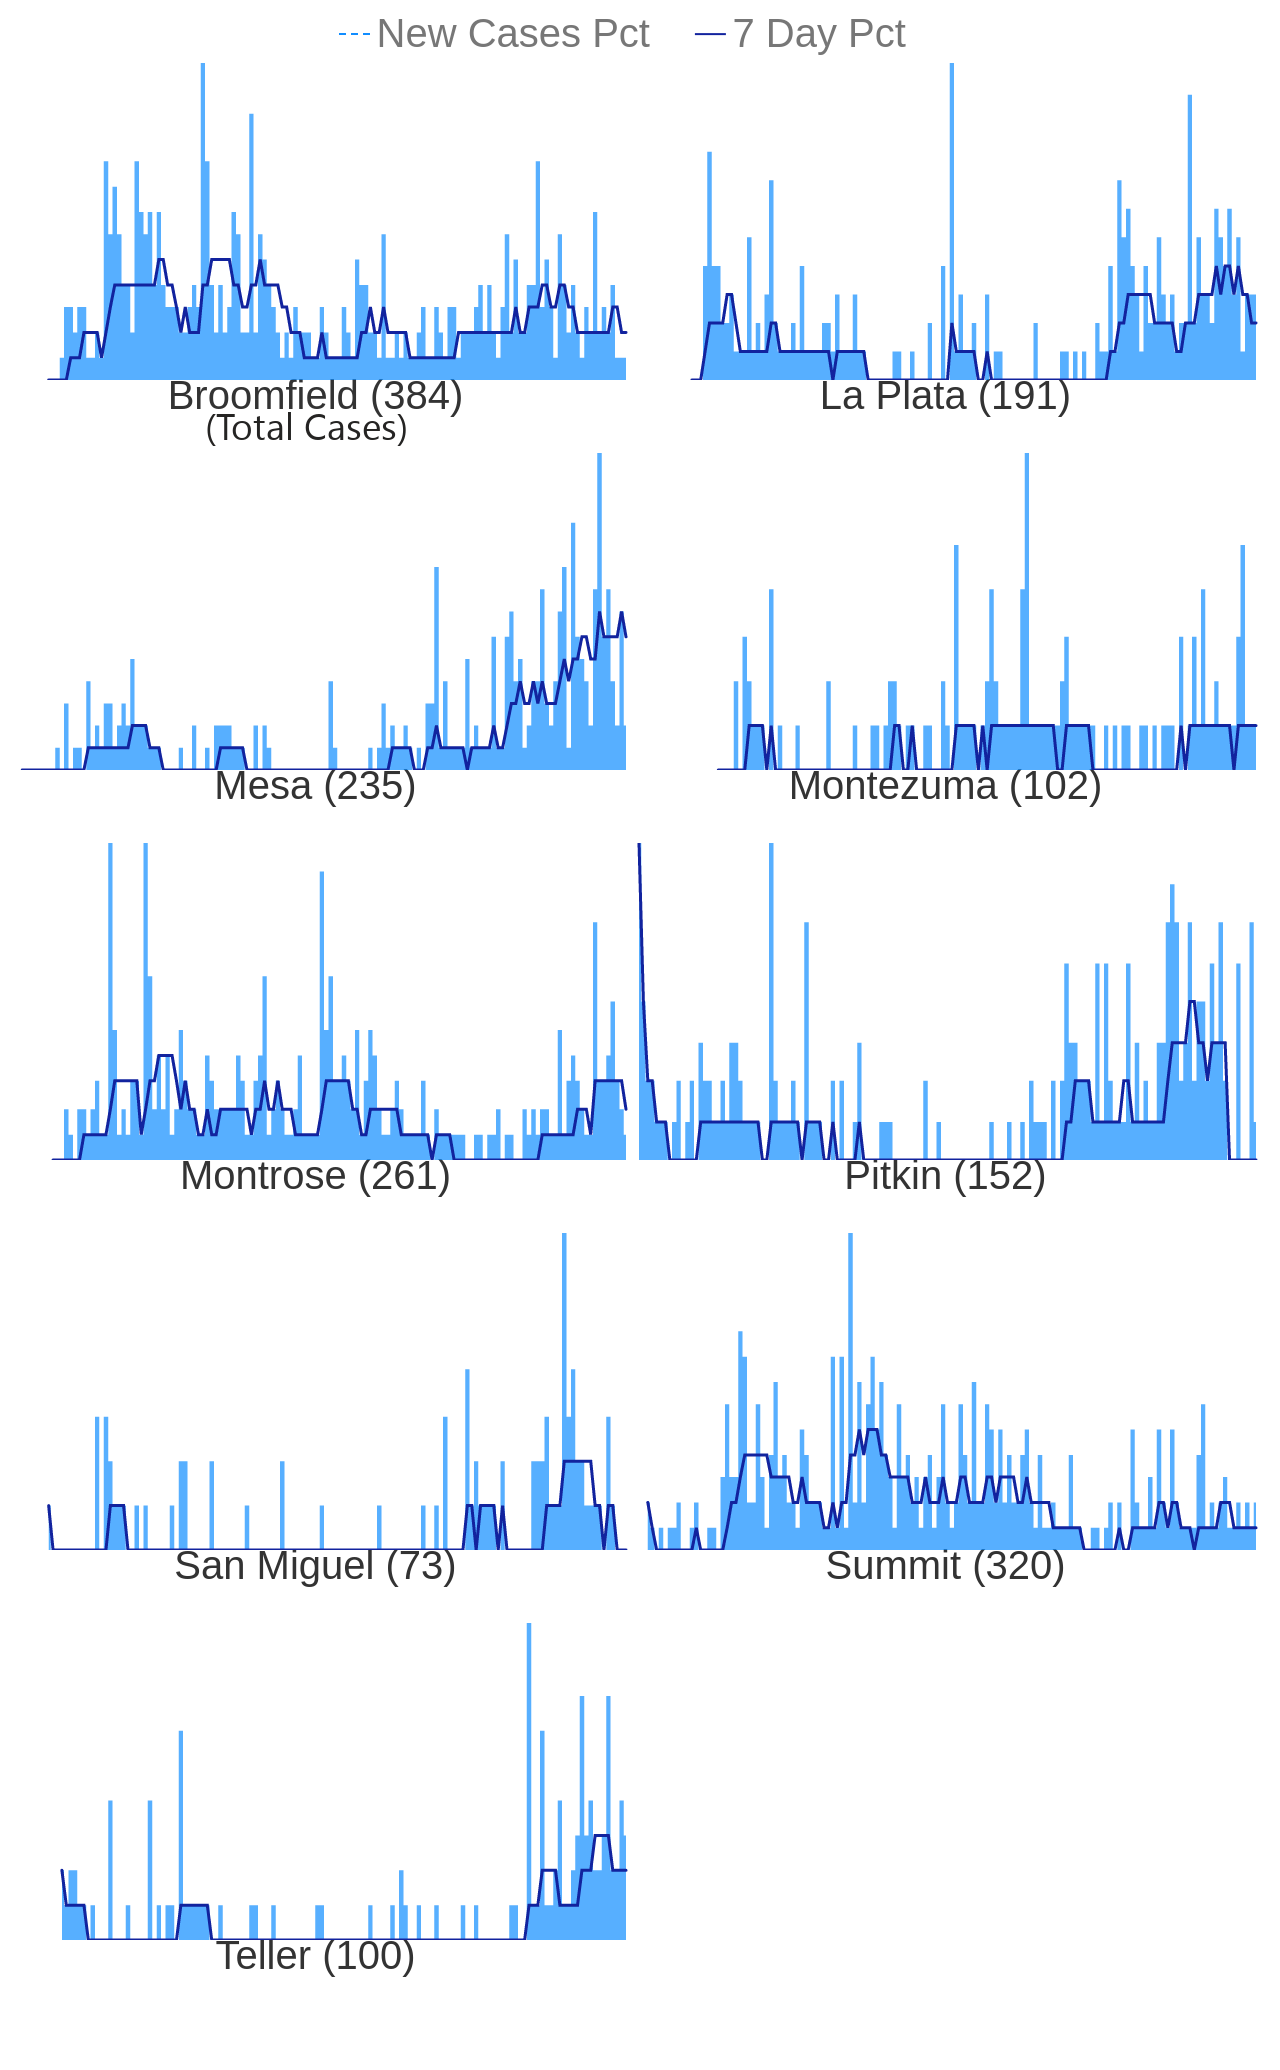 New Cases Pct 7 Day Pct
Broomfield (384) La Plata (191)
(Total Cases)
Mesa (235) Montezuma (102)
Montrose (261) Pitkin (152)
San Miguel (73) Summit (320)
Teller (100)